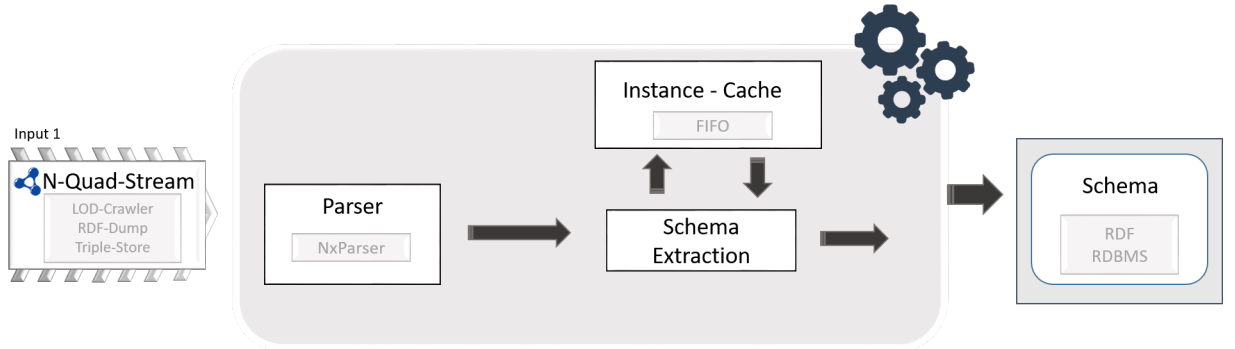 Input 1
N-Quad-Stream
LOD-Crawler
RDF-Dump
Triple-Store
Parser
NxParser
Instance - Cache
FIFO
Schema
Extraction
Schema
RDF
RDBMS